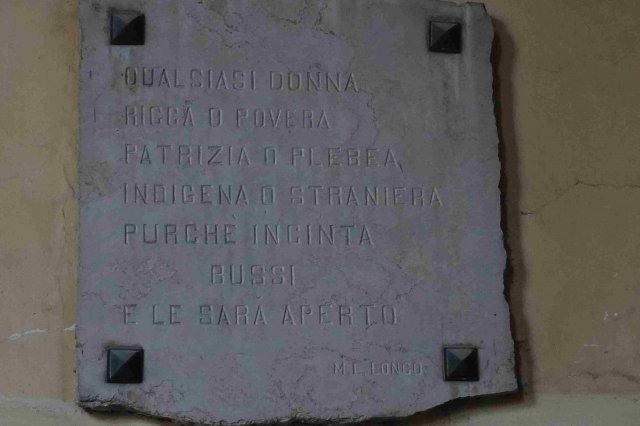 QUALSIASI DONNA
RICCA O POVERA
PATRIZIA O PLEBEA
INDIGENA O STRANIERA
PURCHÈ INCINTA
BUSSI
E LE SARÀ APERTO
M.L. LONGO